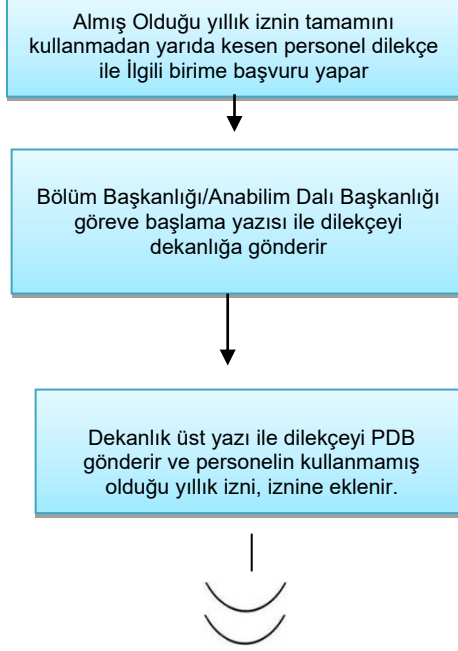 Almış Olduğu yıllık iznin tamamını
kullanmadan yarıda kesen personel dilekçe
ile İlgili birime başvuru yapar
Bölüm Başkanlığı/Anabilim Dalı Başkanlığı
göreve başlama yazısı ile dilekçeyi
dekanlığa gönderir
Dekanlık üst yazı ile dilekçeyi PDB
gönderir ve personelin kullanmamış
olduğu yıllık izni, iznine eklenir.